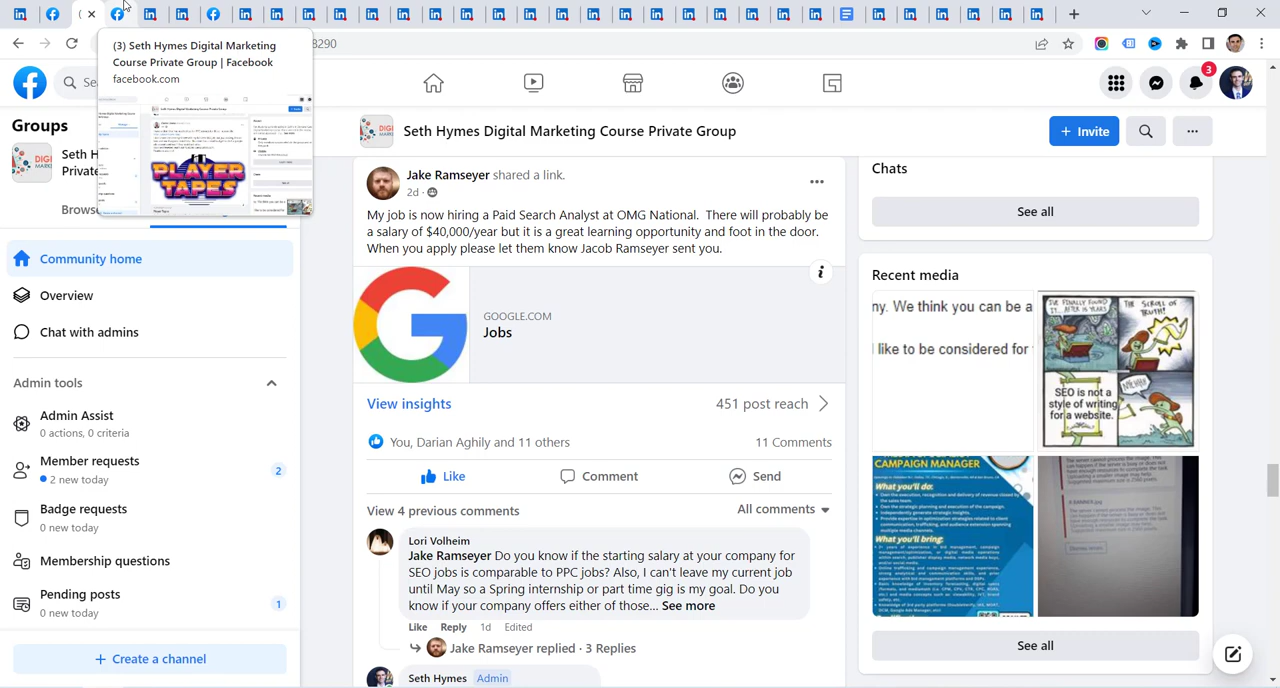 (
8290
(3) Seth Hymes Digital Marketing
Course Private Group | Facebook
facebook.com
PLAYER
TAPES
3
Groups
Seth H
Private
Browse
Seth Hymes Digital Marketing Course Private Group
+ Invite
Community home
Overview
Chat with admins
Admin tools
Admin Assist
0 actions, 0 criteria
Member requests
2 new today
2
Badge requests
0 new today
Membership questions
Pending posts
0 new today
1
+ Create a channel
Jake Ramseyer shared a link.
2d
My job is now hiring a Paid Search Analyst at OMG National. There will probably be
a salary of $40,000/year but it is a great learning opportunity and foot in the door.
When you apply please let them know Jacob Ramseyer sent you.
GOOGLE.COM
Jobs
View insights
451 post reach
You, Darian Aghily and 11 others
11 Comments
Like
Comment
Send
View 4 previous comments
All comments
Lori Volheim
Jake Ramseyer Do you know if the starting salary at your company for
SEO jobs is comparable to PPC jobs? Also, I can't leave my current job
until May so a Spring internship or part time gig is my goal. Do you
know if your company offers either of those... See more
Like Reply 1d Edited
Jake Ramseyer replied · 3 Replies
Seth Hymes Admin
Chats
See all
Recent media
ny. We think you can be a
like to be considered for
I'VE FINALLY FOUND
IT... AFTER 15 YEARS
THE SCROLL OF
TRUTH!
SEO IS NOT A
STYLE OF WRITING
FOR A WEBSITE.
CAMPAIGN MANAGER
What you'll do:
What you'll bring:
See all